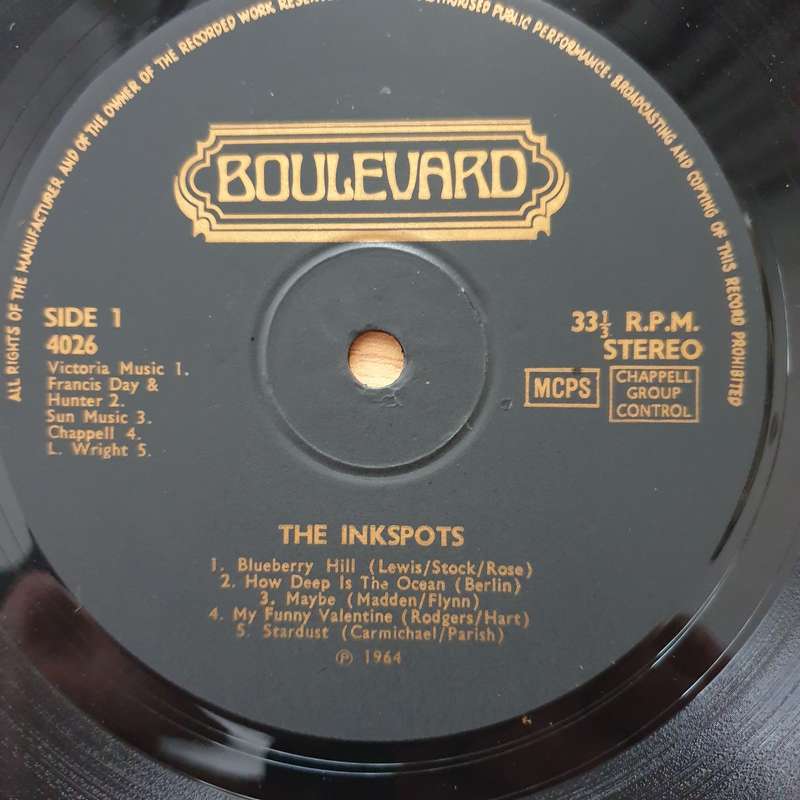 ALL RIGHTS OF THE MANUFACTURER AND OF THE OWNER OF THE RECORDED WORK
PUBLIC PERFORMANCE · BROADCASTING AND COPYING OF THIS RECORD PROHIBITED
BOULEVARD
SIDE 1
4026
Victoria Music 1.
Francis Day &
Hunter 2.
Sun Music 3.
Chappell 4.
L. Wright 5.
33⅓ R.P.M.
STEREO
MCPS
CHAPPELL
GROUP
CONTROL
THE INKSPOTS
1. Blueberry Hill (Lewis/Stock/Rose)
2. How Deep Is The Ocean (Berlin)
3. Maybe (Madden/Flynn)
4. My Funny Valentine (Rodgers/Hart)
5. Stardust (Carmichael/Parish)
℗ 1964